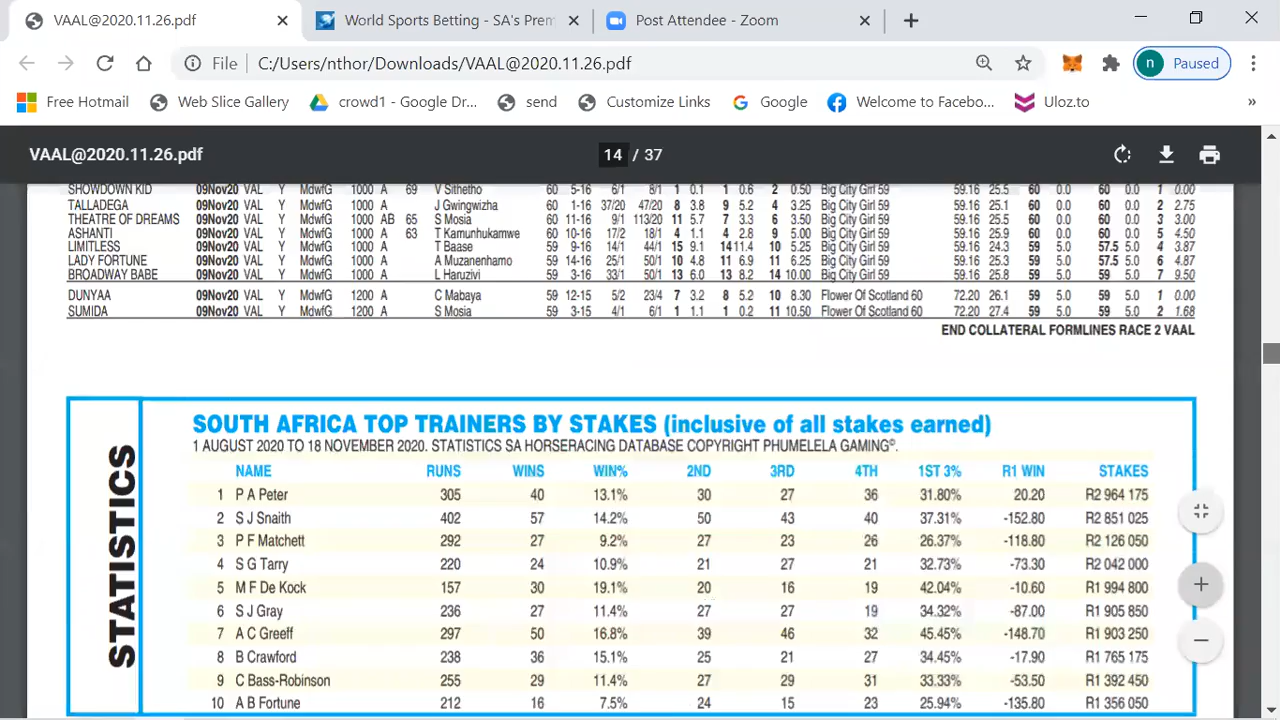 VAAL@2020.11.26.pdf
World Sports Betting - SA's Prem
Post Attendee - Zoom
File C:/Users/nthor/Downloads/VAAL@2020.11.26.pdf
n Paused
Free Hotmail Web Slice Gallery crowd1 - Google Dr... send Customize Links Google Welcome to Facebo... Uloz.to »
VAAL@2020.11.26.pdf 14 / 37
SHOWDOWN KID 09Nov20 VAL Y MdwfG 1000 A 69 V Sithetho 60 5-16 6/1 8/1 1 0.1 1 0.6 2 0.50 Big City Girl 59 59.16 25.5 60 0.0 60 0.0 1 0.00
TALLADEGA 09Nov20 VAL Y MdwfG 1000 A J Gwingwizha 60 1-16 37/20 47/20 8 3.8 9 5.2 4 3.25 Big City Girl 59 59.16 25.1 60 0.0 60 0.0 2 2.75
THEATRE OF DREAMS 09Nov20 VAL Y MdwfG 1000 AB 65 S Mosia 60 11-16 9/1 113/20 11 5.7 7 3.3 6 3.50 Big City Girl 59 59.16 25.4 60 0.0 60 0.0 3 3.00
ASHANTI 09Nov20 VAL Y MdwfG 1000 A 63 T Kamunhukamwe 60 10-16 17/2 18/1 4 1.1 4 2.8 9 5.00 Big City Girl 59 59.16 25.9 60 0.0 60 0.0 5 4.50
LIMITLESS 09Nov20 VAL Y MdwfG 1000 A T Baase 59 9-16 14/1 44/1 15 9.1 14 11.4 10 5.25 Big City Girl 59 59.16 24.3 59 5.0 57.5 5.0 4 3.87
LADY FORTUNE 09Nov20 VAL Y MdwfG 1000 A A Muzanenhamo 59 14-16 25/1 50/1 10 4.8 11 6.9 11 6.25 Big City Girl 59 59.16 25.3 59 5.0 57.5 5.0 6 4.87
BROADWAY BABE 09Nov20 VAL Y MdwfG 1000 A L Haruzivi 59 3-16 33/1 50/1 13 6.0 13 8.2 14 10.00 Big City Girl 59 59.16 25.8 59 5.0 59 5.0 7 9.50
DUNYAA 09Nov20 VAL Y MdwfG 1200 A C Mabaya 59 12-15 5/2 23/4 7 3.2 8 5.2 10 8.30 Flower Of Scotland 60 72.20 26.1 59 5.0 59 5.0 1 0.00
SUMIDA 09Nov20 VAL Y MdwfG 1200 A S Mosia 59 3-15 4/1 6/1 1 1.1 1 0.2 11 10.50 Flower Of Scotland 60 72.20 27.4 59 5.0 59 5.0 2 1.68
END COLLATERAL FORMLINES RACE 2 VAAL
STATISTICS
SOUTH AFRICA TOP TRAINERS BY STAKES (inclusive of all stakes earned)
1 AUGUST 2020 TO 18 NOVEMBER 2020. STATISTICS SA HORSERACING DATABASE COPYRIGHT PHUMELELA GAMING©.
NAME RUNS WINS WIN% 2ND 3RD 4TH 1ST 3% R1 WIN STAKES
1 P A Peter 305 40 13.1% 30 27 36 31.80% 20.20 R2 964 175
2 S J Snaith 402 57 14.2% 50 43 40 37.31% -152.80 R2 851 025
3 P F Matchett 292 27 9.2% 27 23 26 26.37% -118.80 R2 126 050
4 S G Tarry 220 24 10.9% 21 27 21 32.73% -73.30 R2 042 000
5 M F De Kock 157 30 19.1% 20 16 19 42.04% -10.60 R1 994 800
6 S J Gray 236 27 11.4% 27 27 19 34.32% -87.00 R1 905 850
7 A C Greeff 297 50 16.8% 39 46 32 45.45% -148.70 R1 903 250
8 B Crawford 238 36 15.1% 25 21 27 34.45% -17.90 R1 765 175
9 C Bass-Robinson 255 29 11.4% 27 29 31 33.33% -53.50 R1 392 450
10 A B Fortune 212 16 7.5% 24 15 23 25.94% -135.80 R1 356 050